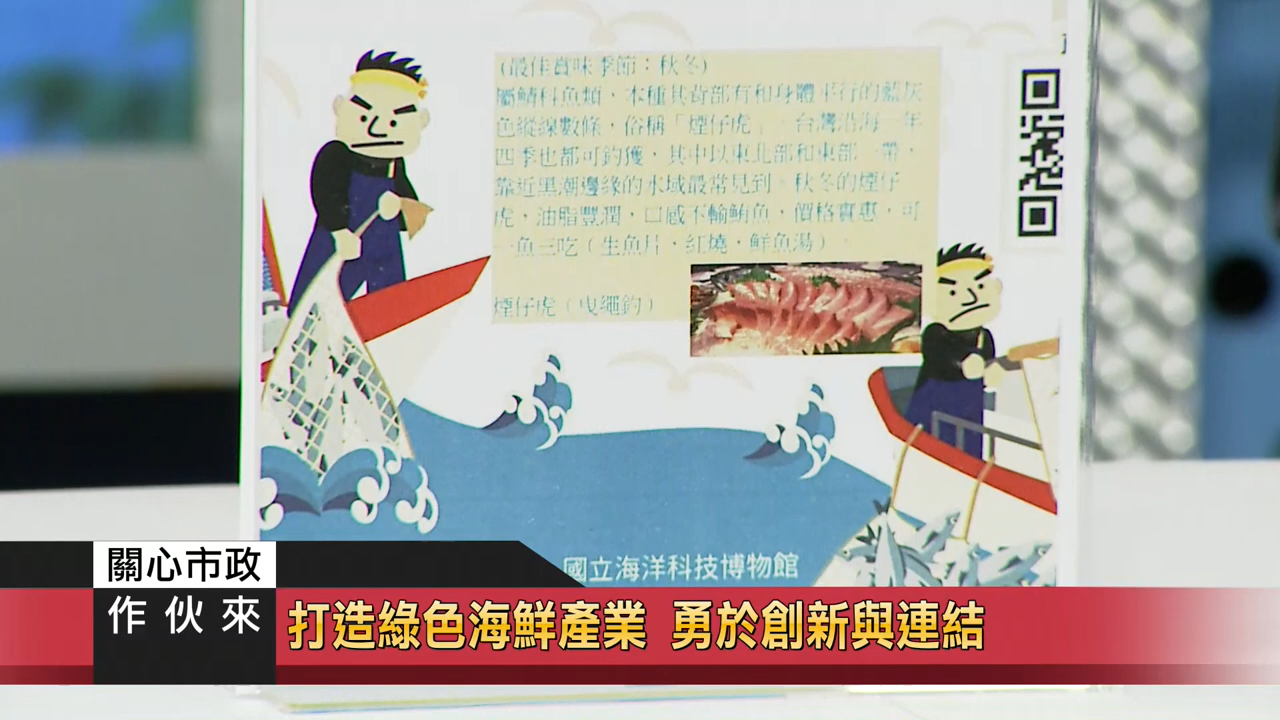 (最佳賞味季節：秋冬)
屬鯖科魚類，本種其背部有和身體平行的藍灰
色縱線數條，俗稱「煙仔虎」。台灣沿海一年
四季也都可釣獲，其中以東北部和東部一帶，
靠近黑潮邊緣的水域最常見到。秋冬的煙仔
虎，油脂豐潤，口感不輸鮪魚，價格實惠，可
一魚三吃（生魚片、紅燒、鮮魚湯）。
煙仔虎（曳繩釣）
國立海洋科技博物館
關心市政
作伙來
打造綠色海鮮產業 勇於創新與連結